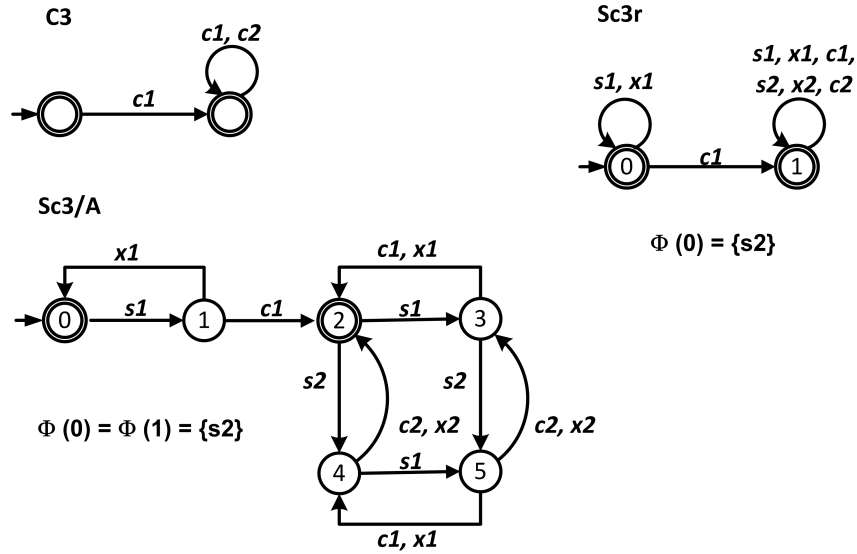 C3
c1, c2
c1
Sc3r
s1, x1
s1, x1, c1,
s2, x2, c2
0
c1
1
Φ (0) = {s2}
Sc3/A
x1
c1, x1
0
s1
1
c1
2
s1
3
s2
s2
Φ (0) = Φ (1) = {s2}
c2, x2
c2, x2
4
s1
5
c1, x1